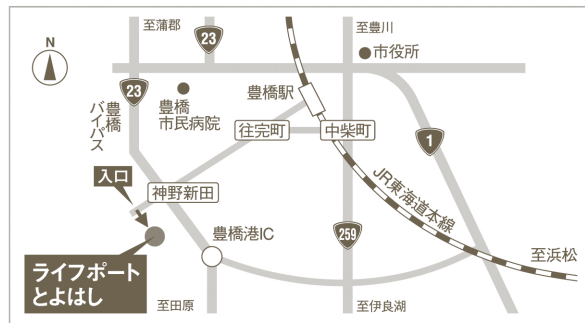 至蒲郡
至豊川
N
23
市役所
23
豊橋駅
豊橋
バイパス
豊橋
市民病院
往完町
中柴町
1
入口
神野新田
JR東海道本線
豊橋港IC
259
至浜松
ライフポート
とよはし
至田原
至伊良湖